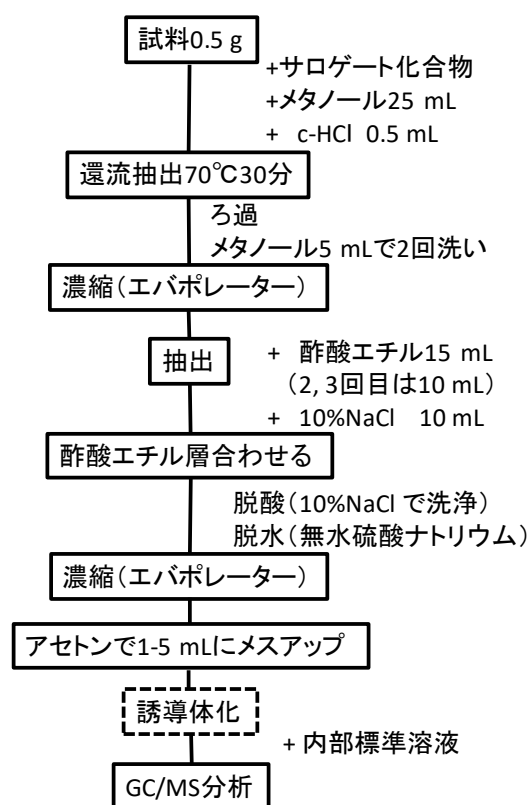 試料0.5 g
+サロゲート化合物
+メタノール25 mL
+ c-HCl 0.5 mL
還流抽出70℃30分
ろ過
メタノール5 mLで2回洗い
濃縮(エバポレーター)
抽出
+ 酢酸エチル15 mL
(2, 3回目は10 mL)
+ 10%NaCl 10 mL
酢酸エチル層合わせる
脱酸(10%NaCl で洗浄)
脱水(無水硫酸ナトリウム)
濃縮(エバポレーター)
アセトンで1-5 mLにメスアップ
誘導体化
+ 内部標準溶液
GC/MS分析